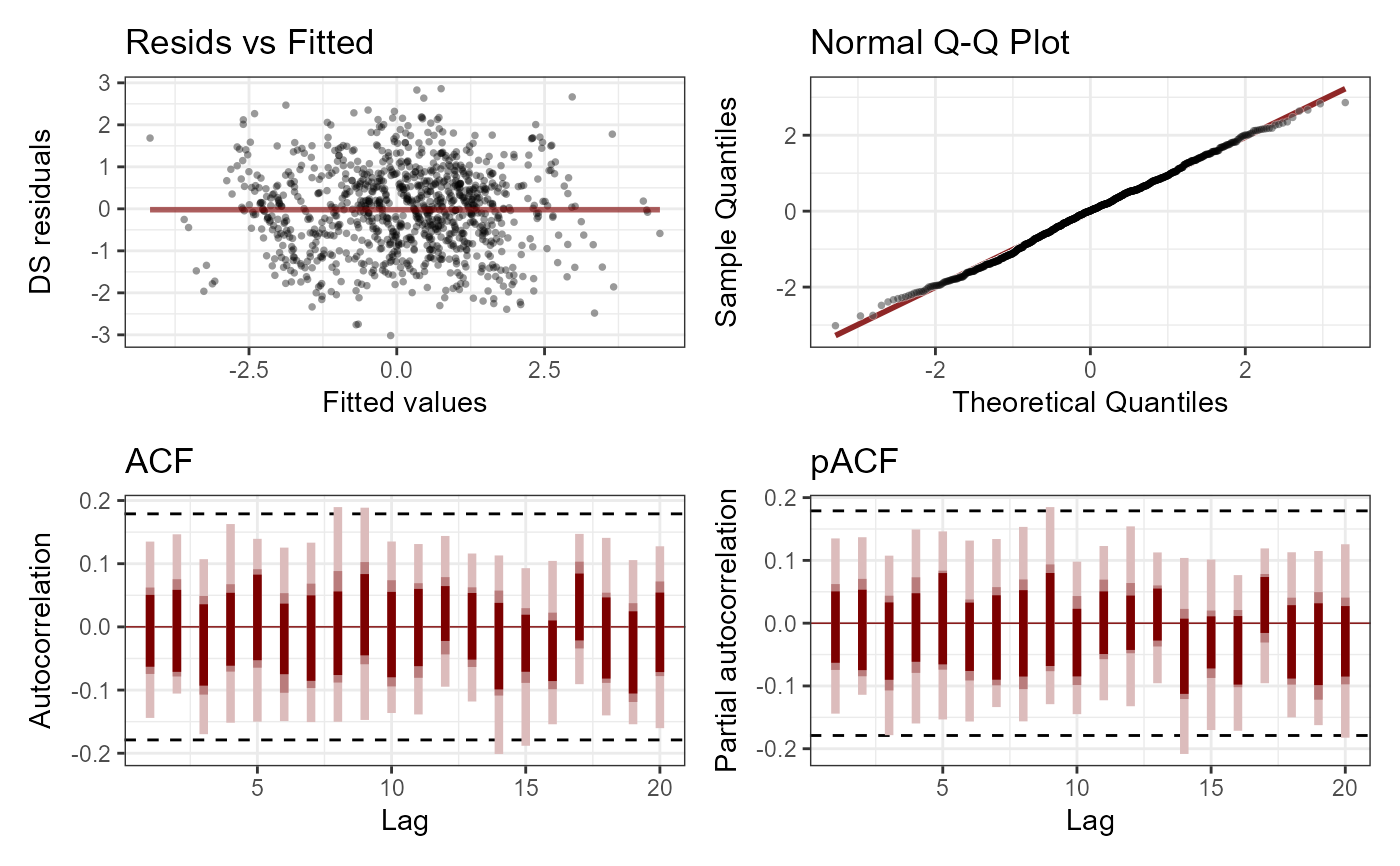 Resids vs Fitted
DS residuals
3
2
1
0
-1
-2
-3
-2.5
0.0
2.5
Fitted values
Normal Q-Q Plot
Sample Quantiles
2
0
-2
-2
0
2
Theoretical Quantiles
ACF
Autocorrelation
0.2
0.1
0.0
-0.1
-0.2
5
10
15
20
Lag
pACF
Partial autocorrelation
0.2
0.1
0.0
-0.1
-0.2
5
10
15
20
Lag